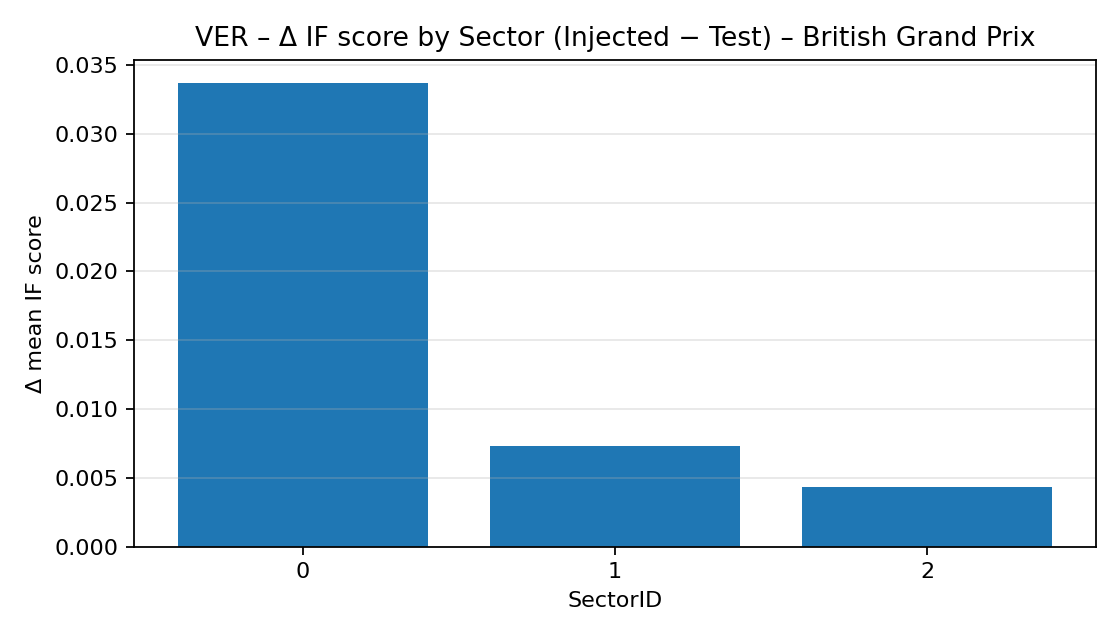 VER – Δ IF score by Sector (Injected − Test) – British Grand Prix
Δ mean IF score
0.035
0.030
0.025
0.020
0.015
0.010
0.005
0.000
0 1 2
SectorID